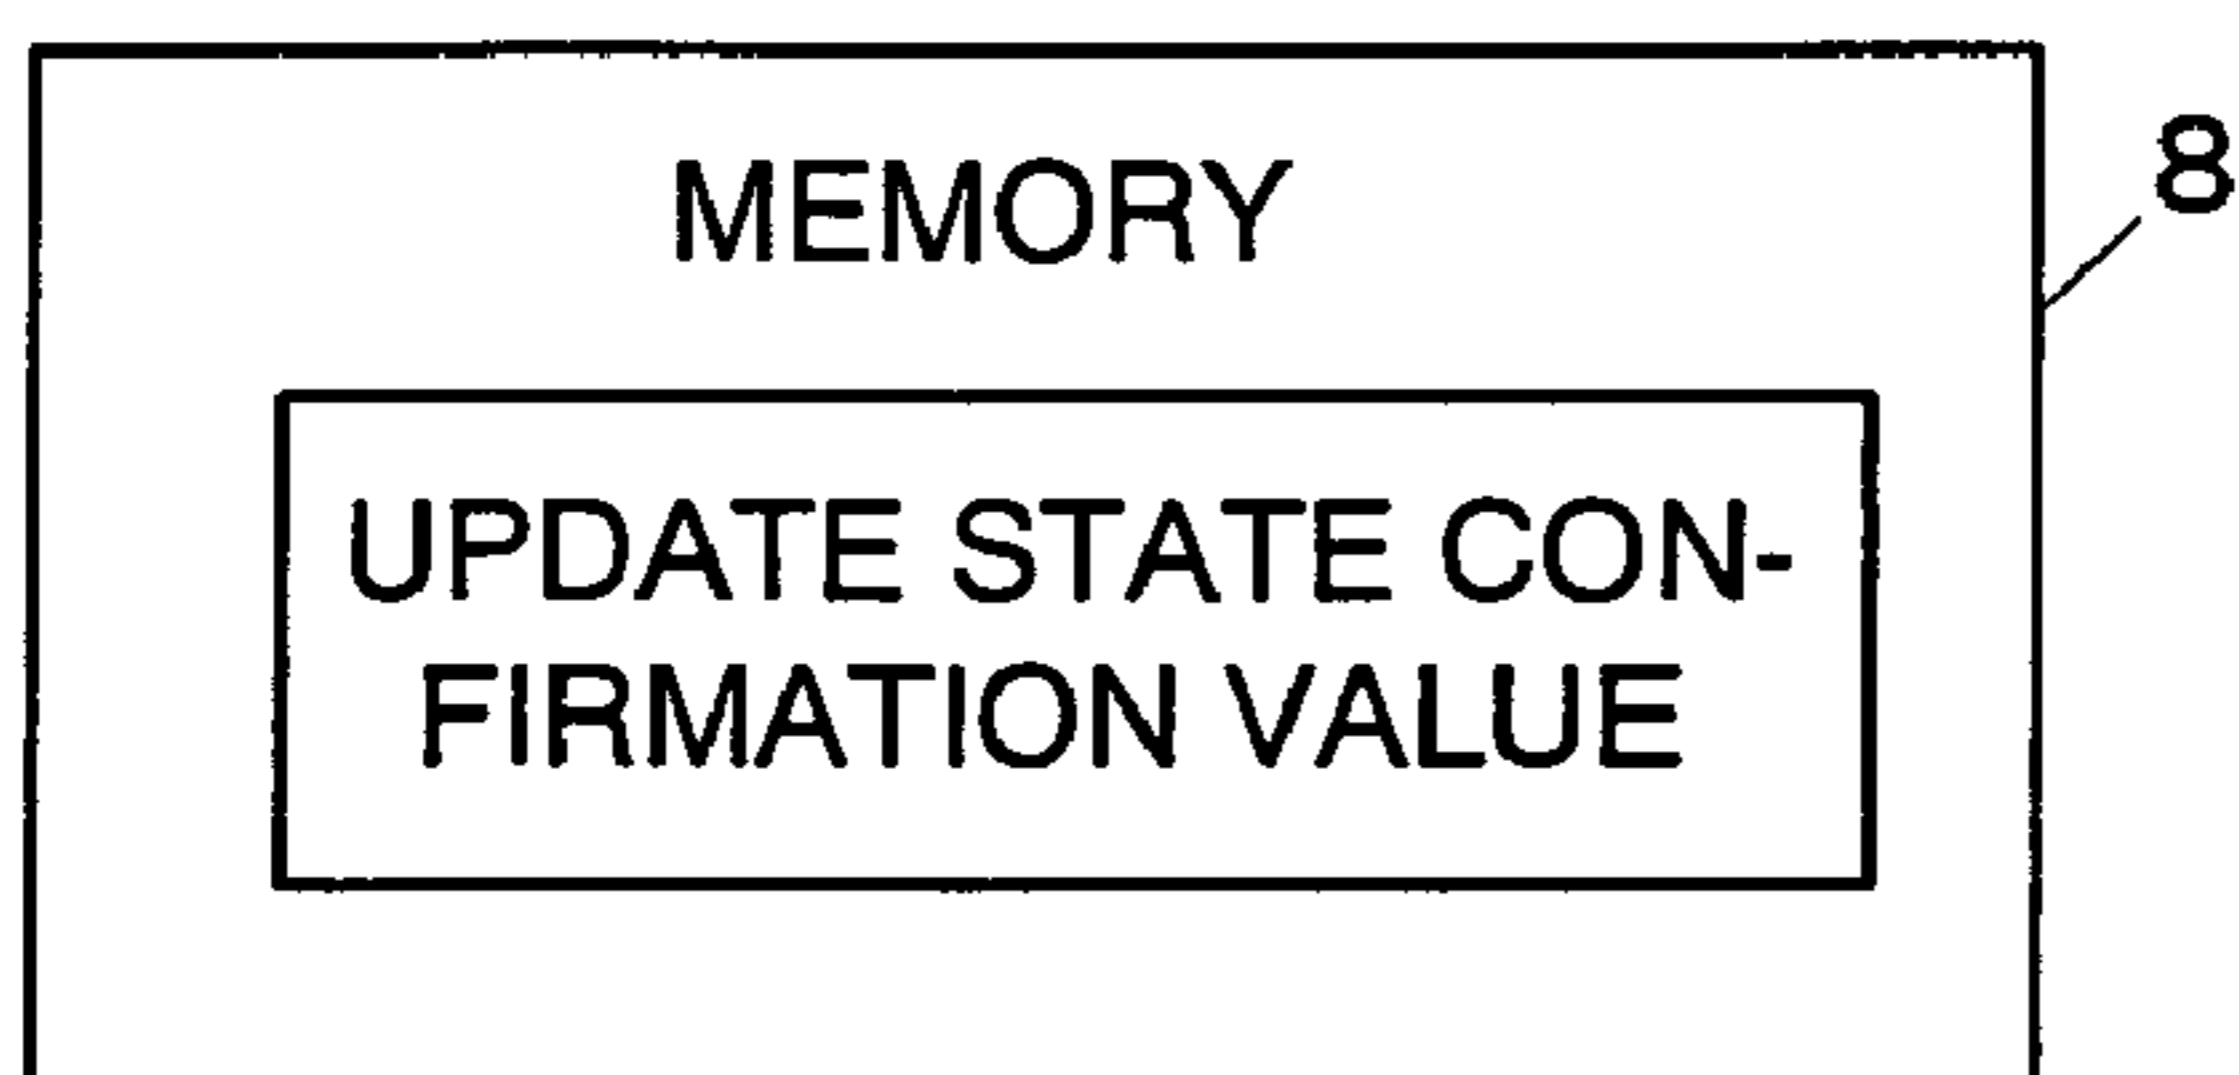 MEMORY
8
UPDATE STATE CON-
FIRMATION VALUE